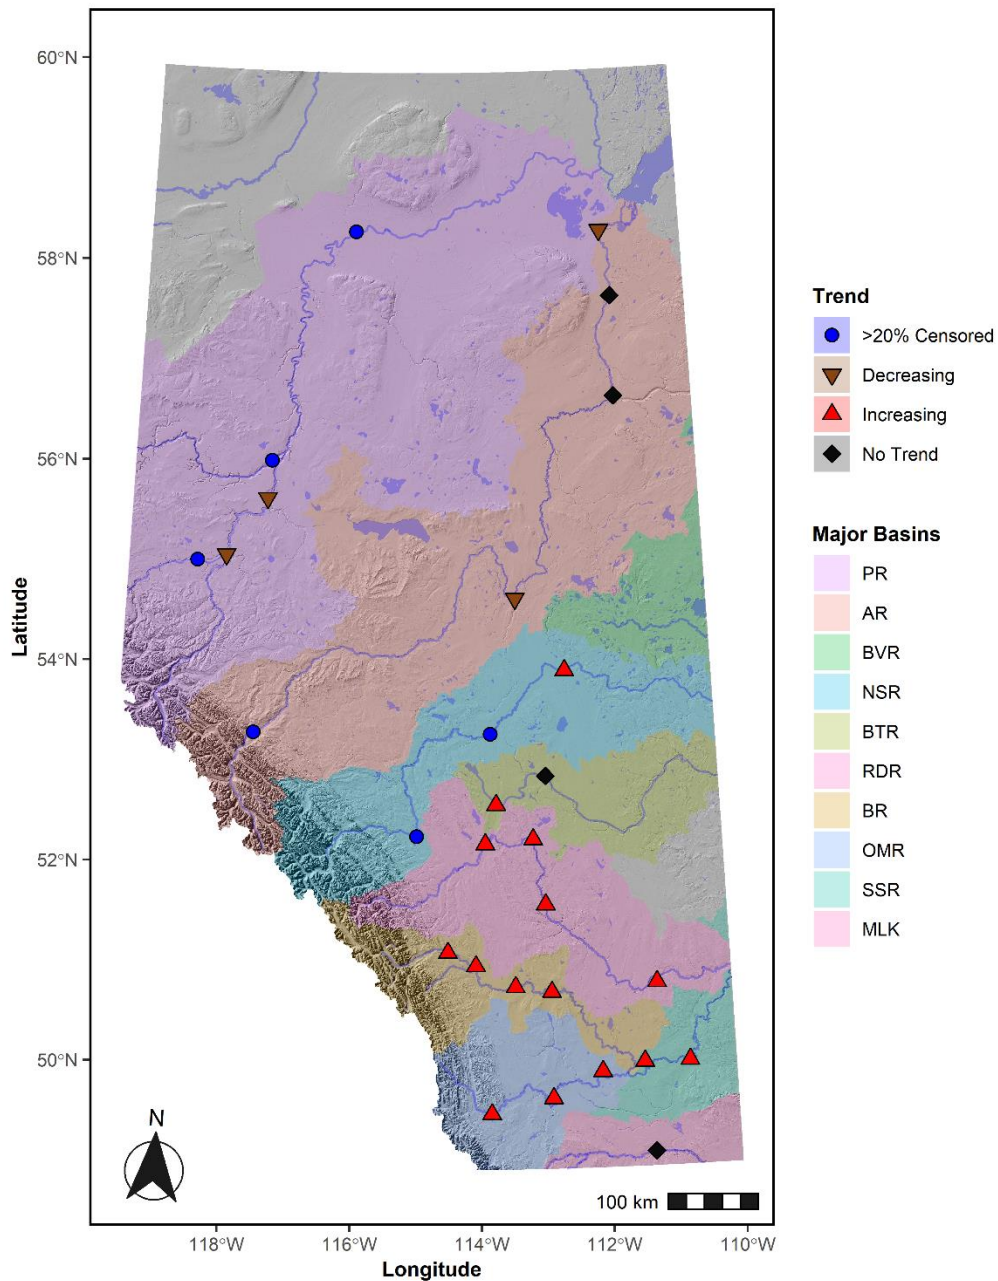 60°N
58°N
56°N
54°N
52°N
50°N
Latitude
N
100 km
118°W
116°W
114°W
112°W
110°W
Longitude
Trend
>20% Censored
Decreasing
Increasing
No Trend
Major Basins
PR
AR
BVR
NSR
BTR
RDR
BR
OMR
SSR
MLK